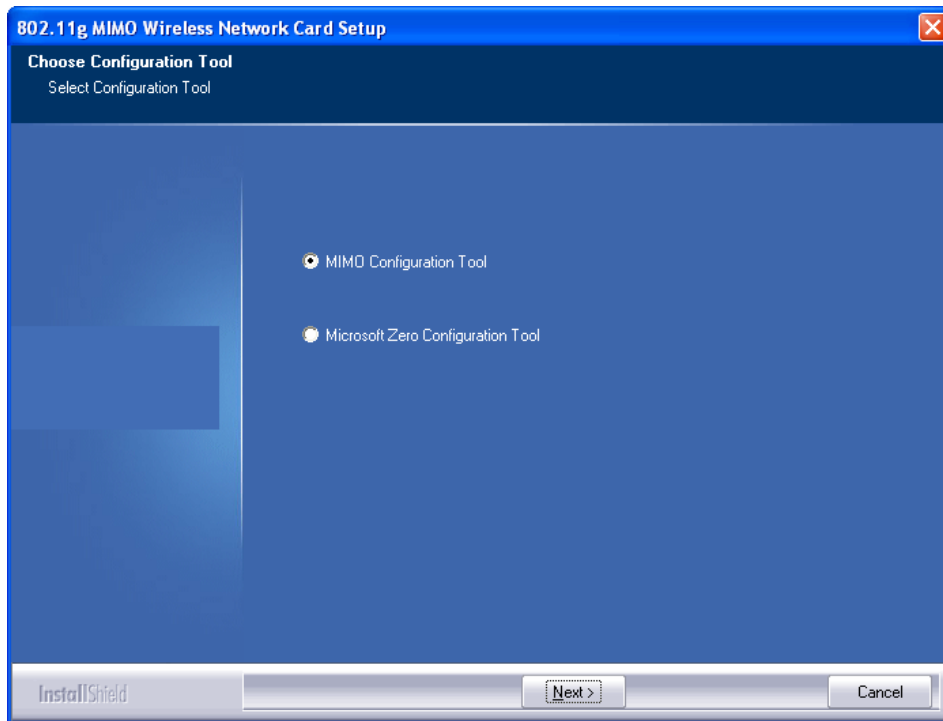 802.11g MIMO Wireless Network Card Setup
Choose Configuration Tool
Select Configuration Tool
MIMO Configuration Tool
Microsoft Zero Configuration Tool
InstallShield
Next >
Cancel